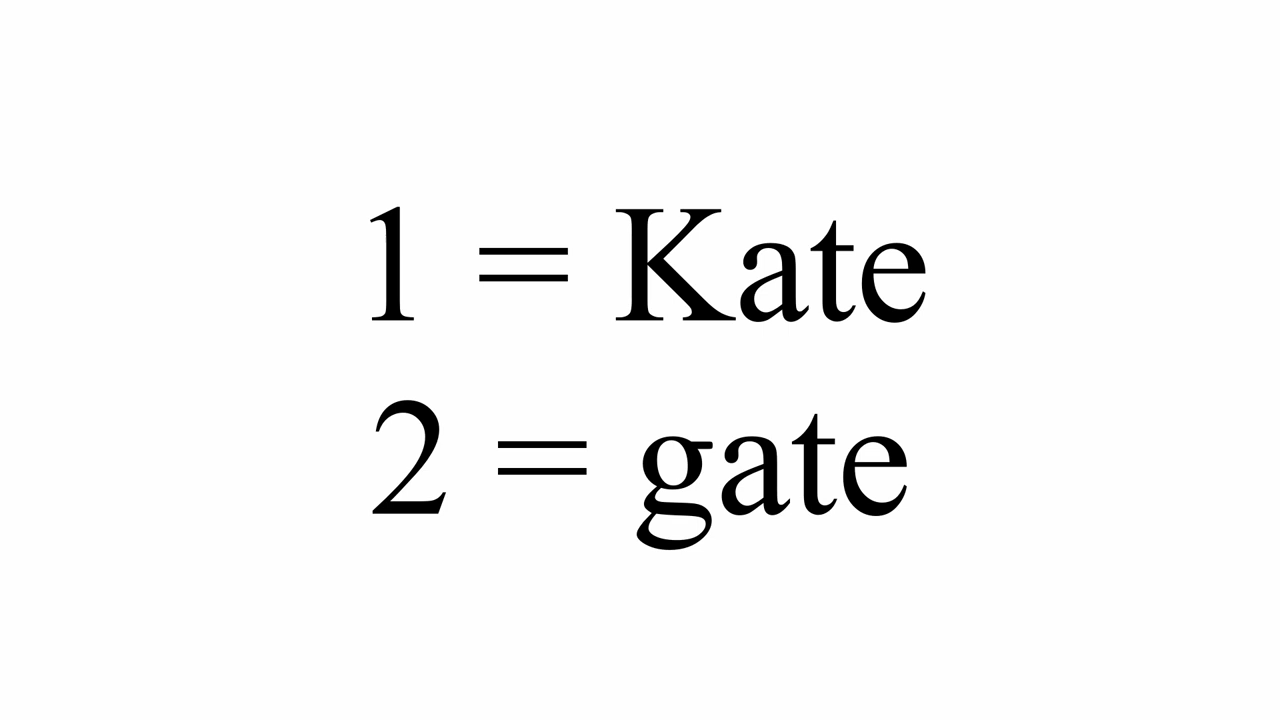 1 = Kate
2 = gate